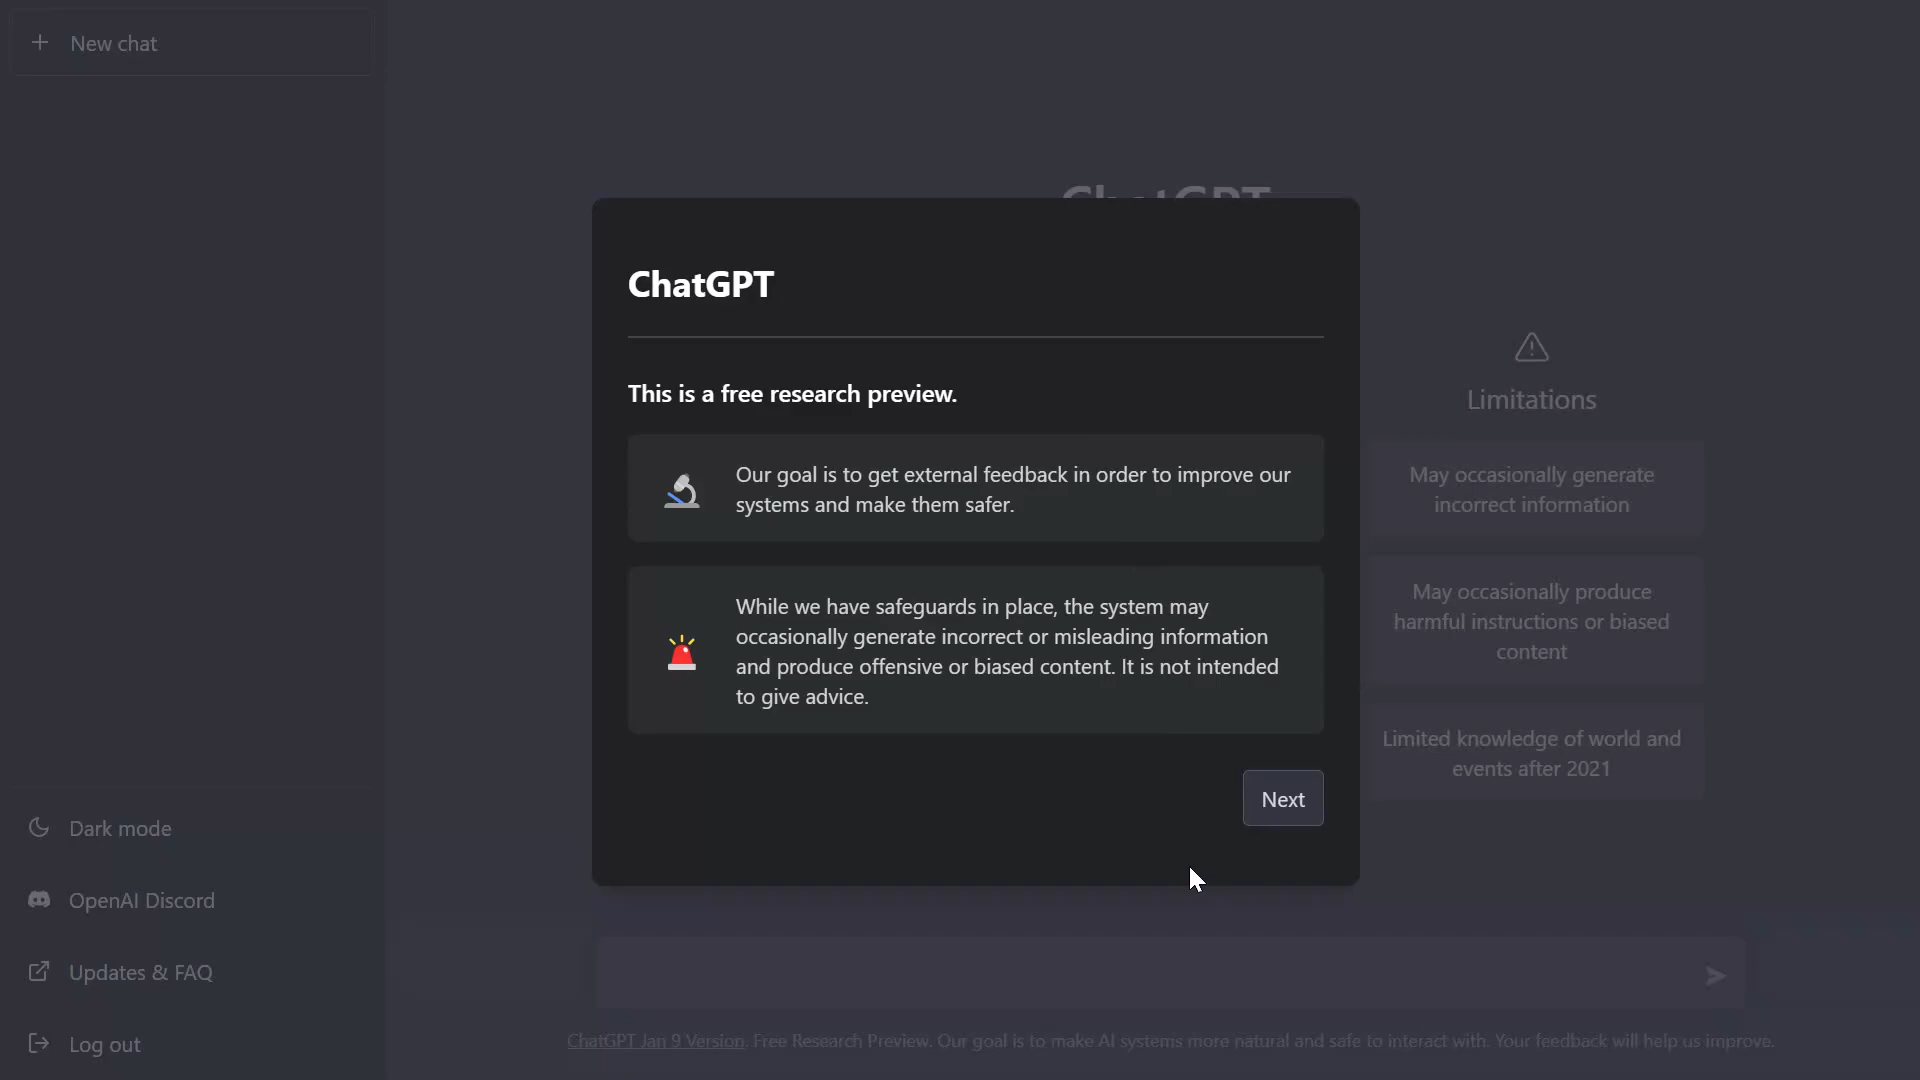 New chat
ChatGPT
ChatGPT
This is a free research preview.
Our goal is to get external feedback in order to improve our
systems and make them safer.
While we have safeguards in place, the system may
occasionally generate incorrect or misleading information
and produce offensive or biased content. It is not intended
to give advice.
Next
Limitations
May occasionally generate
incorrect information
May occasionally produce
harmful instructions or biased
content
Limited knowledge of world and
events after 2021
Dark mode
OpenAI Discord
Updates & FAQ
Log out
ChatGPT Jan 9 Version. Free Research Preview. Our goal is to make AI systems more natural and safe to interact with. Your feedback will help us improve.